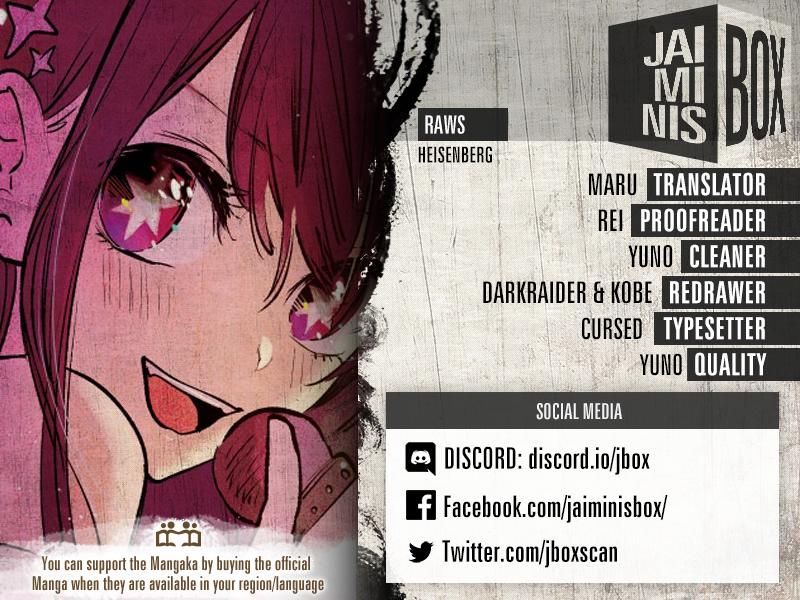 JAI
MI
NIS
BOX
RAWS
HEISENBERG
MARU TRANSLATOR
REI PROOFREADER
YUNO CLEANER
DARKRAIDER & KOBE REDRAWER
CURSED TYPESETTER
YUNO QUALITY
SOCIAL MEDIA
DISCORD: discord.io/jbox
Facebook.com/jaiminisbox/
Twitter.com/jboxscan
You can support the Mangaka by buying the official
Manga when they are available in your region/language